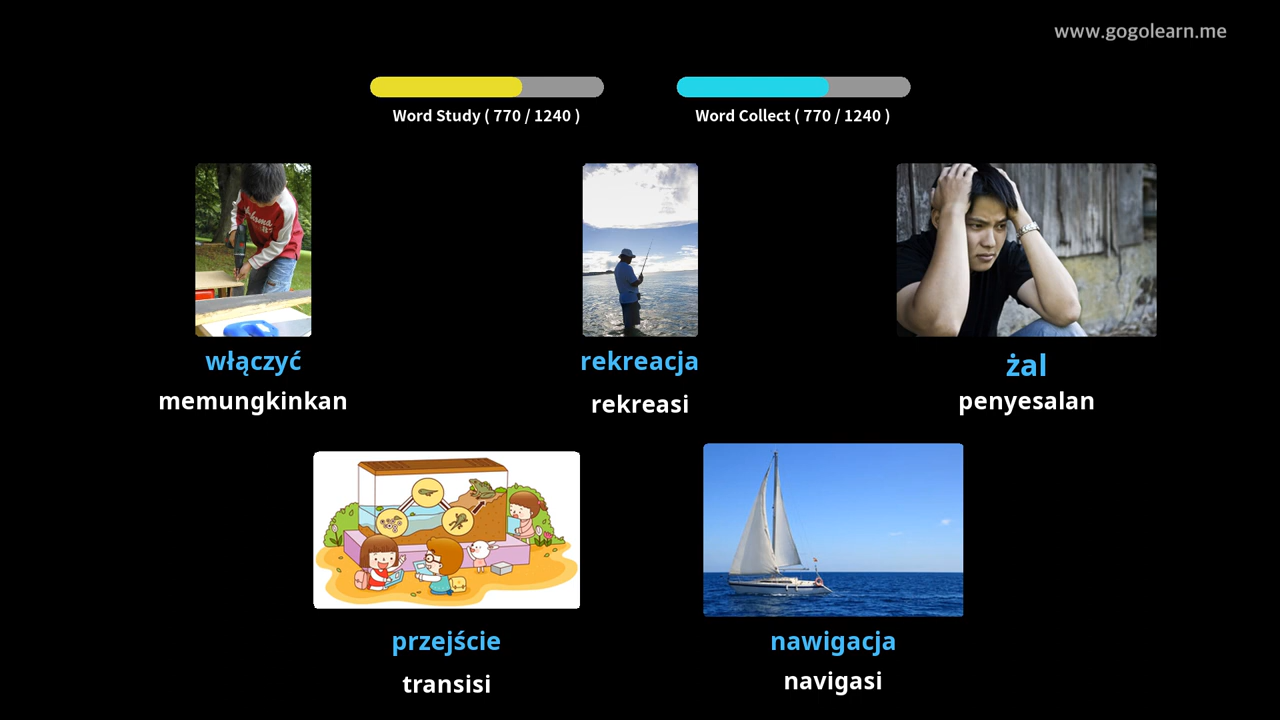 www.gogolearn.me
Word Study ( 770 / 1240 )
Word Collect ( 770 / 1240 )
włączyć
memungkinkan
rekreacja
rekreasi
żal
penyesalan
przejście
transisi
nawigacja
navigasi